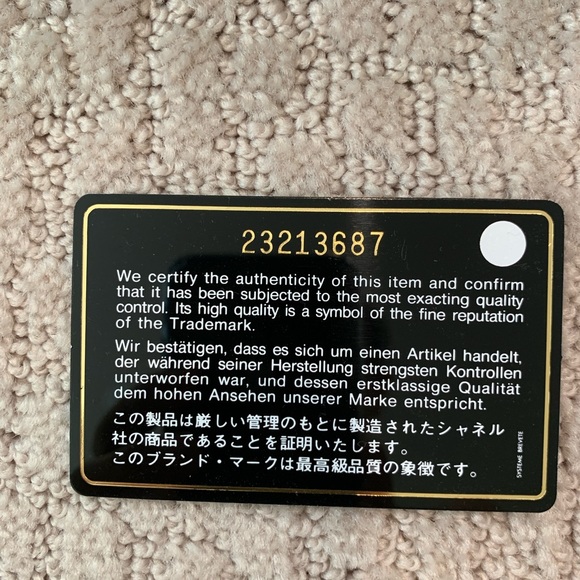 23213687
We certify the authenticity of this item and confirm
that it has been subjected to the most exacting quality
control. Its high quality is a symbol of the fine reputation
of the Trademark.
Wir bestätigen, dass es sich um einen Artikel handelt,
der während seiner Herstellung strengsten Kontrollen
unterworfen war, und dessen erstklassige Qualität
dem hohen Ansehen unserer Marke entspricht.
この製品は厳しい管理のもとに製造されたシャネル
社の商品であることを証明いたします。
このブランド・マークは最高級品質の象徴です。
SYSTEME BREVETE